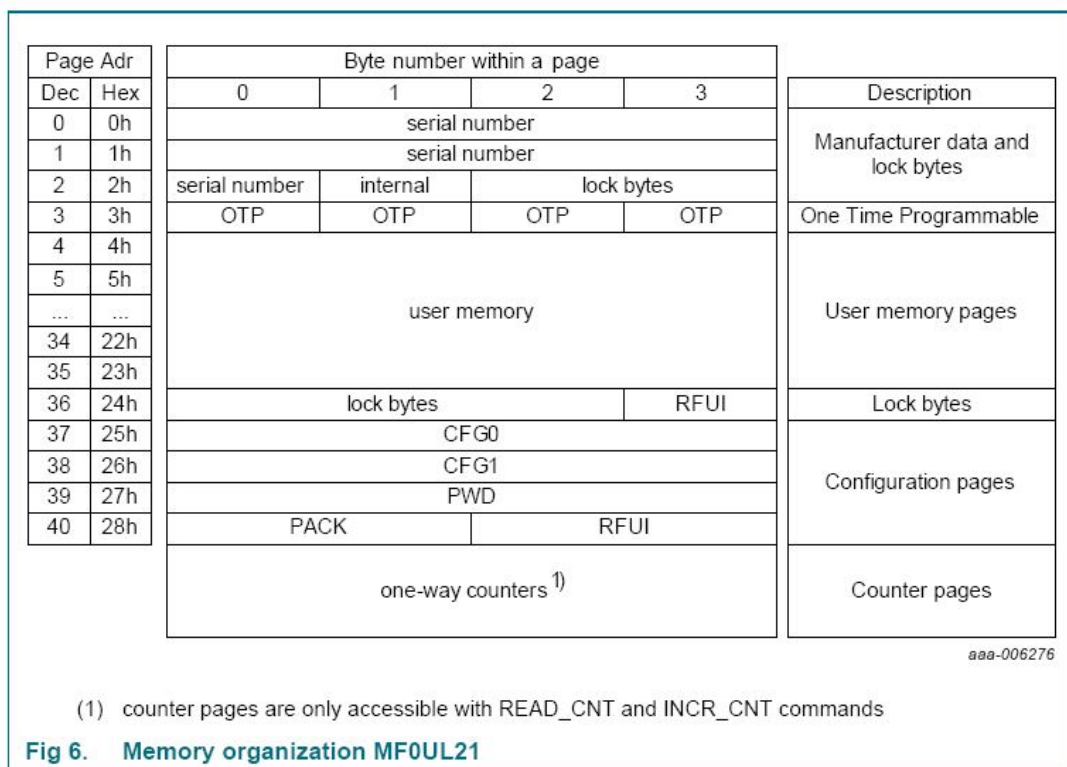 Page Adr Byte number within a page
Dec Hex 0 1 2 3 Description
0 0h serial number
Manufacturer data and
1 1h serial number
lock bytes
2 2h serial number internal lock bytes
3 3h OTP OTP OTP OTP One Time Programmable
4 4h
5 5h
... ... user memory User memory pages
34 22h
35 23h
36 24h lock bytes RFUI Lock bytes
37 25h CFG0
38 26h CFG1
Configuration pages
39 27h PWD
40 28h PACK RFUI
one-way counters 1) Counter pages
aaa-006276
(1) counter pages are only accessible with READ_CNT and INCR_CNT commands
Fig 6. Memory organization MF0UL21